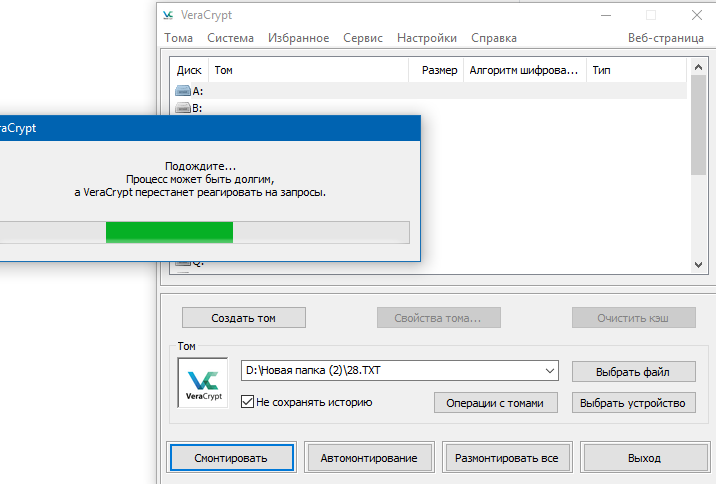 VeraCrypt
Тома Система Избранное Сервис Настройки Справка Веб-страница
Диск Том Размер Алгоритм шифрова... Тип
A:
B:
raCrypt
Подождите...
Процесс может быть долгим,
а VeraCrypt перестанет реагировать на запросы.
Создать том Свойства тома... Очистить кэш
Том
VeraCrypt
D:\Новая папка (2)\28.TXT Выбрать файл
Не сохранять историю Операции с томами Выбрать устройство
Смонтировать Автомонтирование Размонтировать все Выход